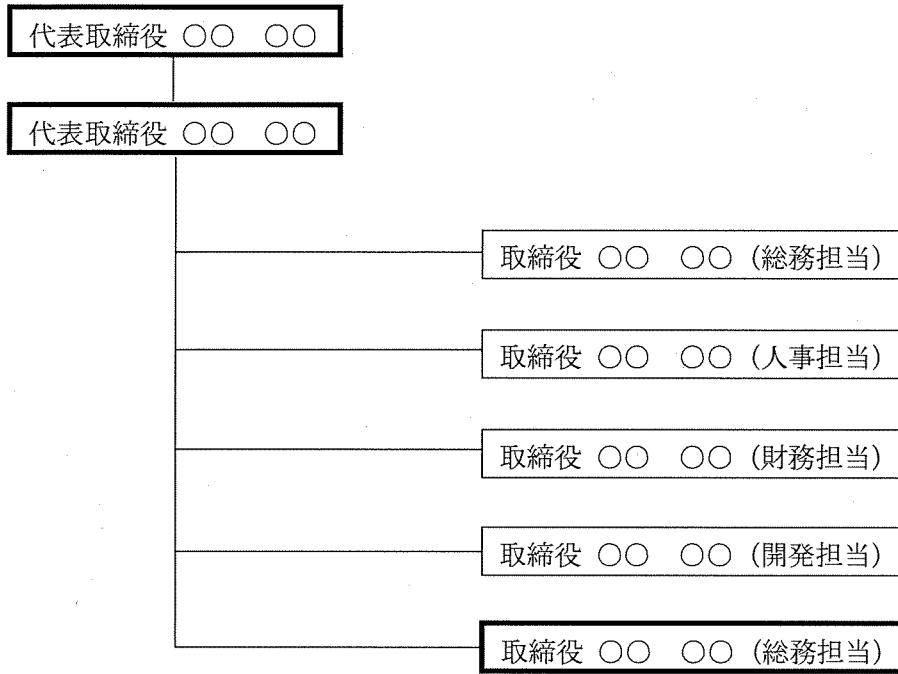 代表取締役 ○○　○○
代表取締役 ○○　○○
取締役 ○○　○○（総務担当）
取締役 ○○　○○（人事担当）
取締役 ○○　○○（財務担当）
取締役 ○○　○○（開発担当）
取締役 ○○　○○（総務担当）